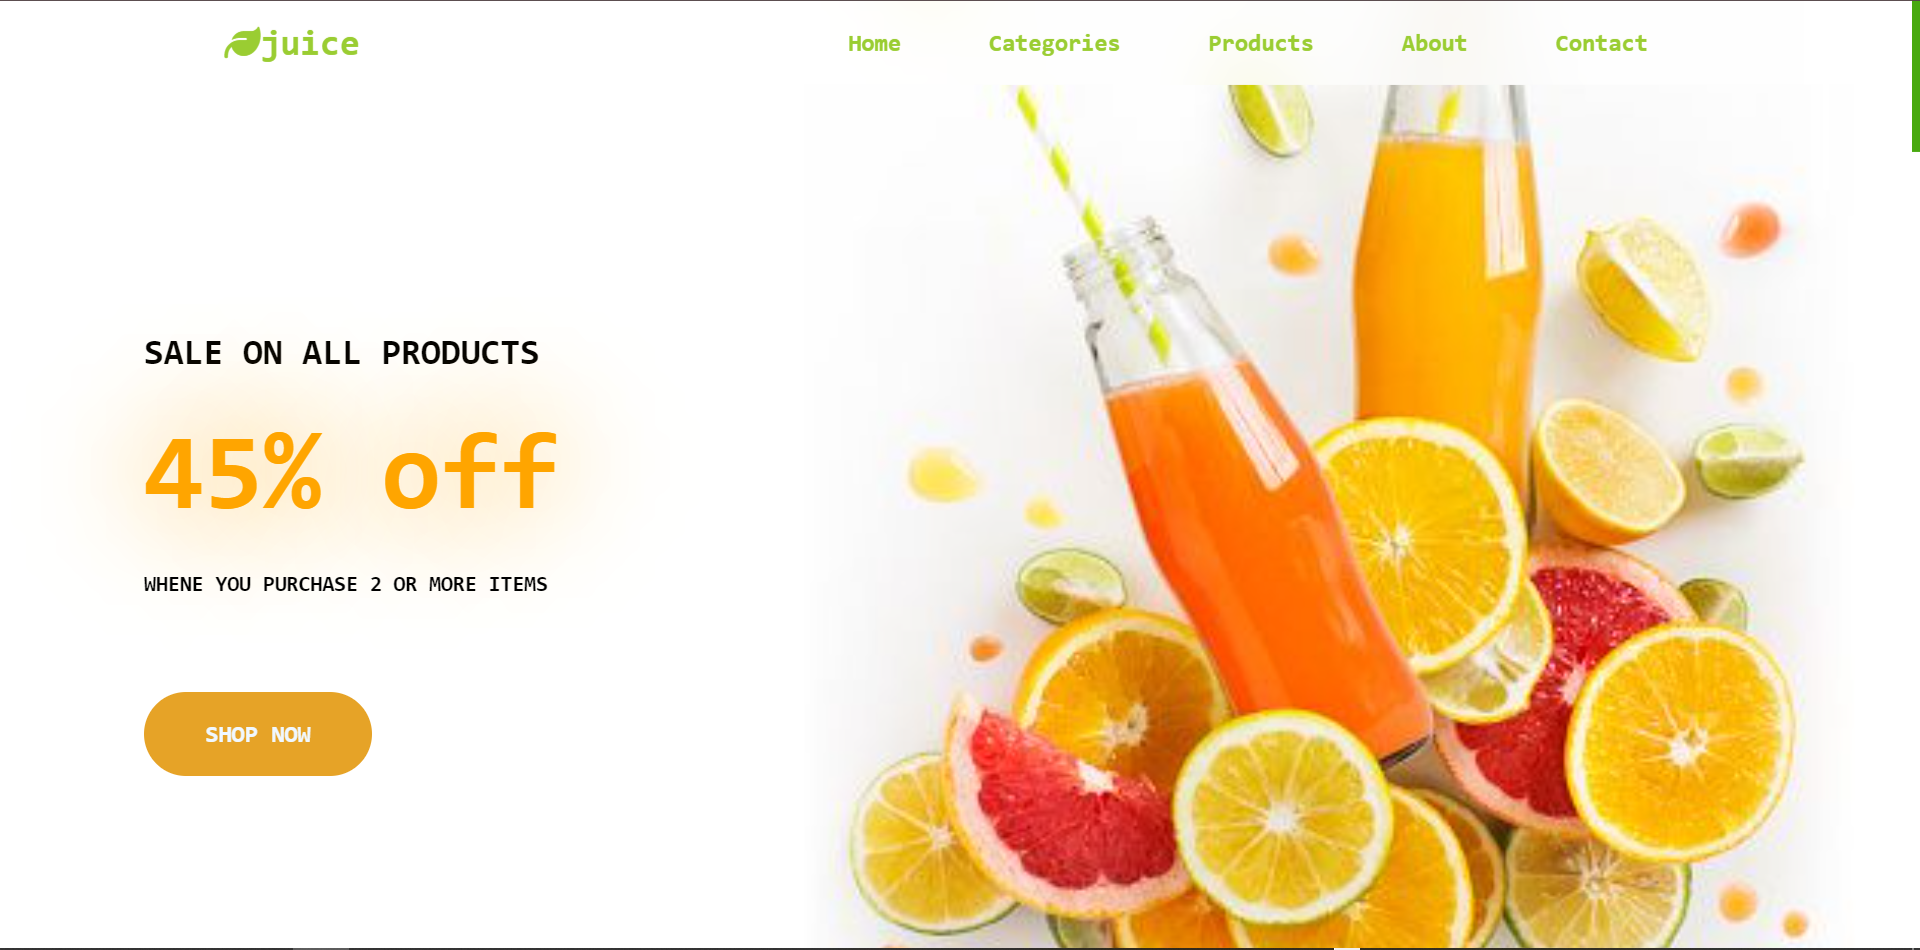 juice
Home Categories Products About Contact
SALE ON ALL PRODUCTS
45% off
WHENE YOU PURCHASE 2 OR MORE ITEMS
SHOP NOW